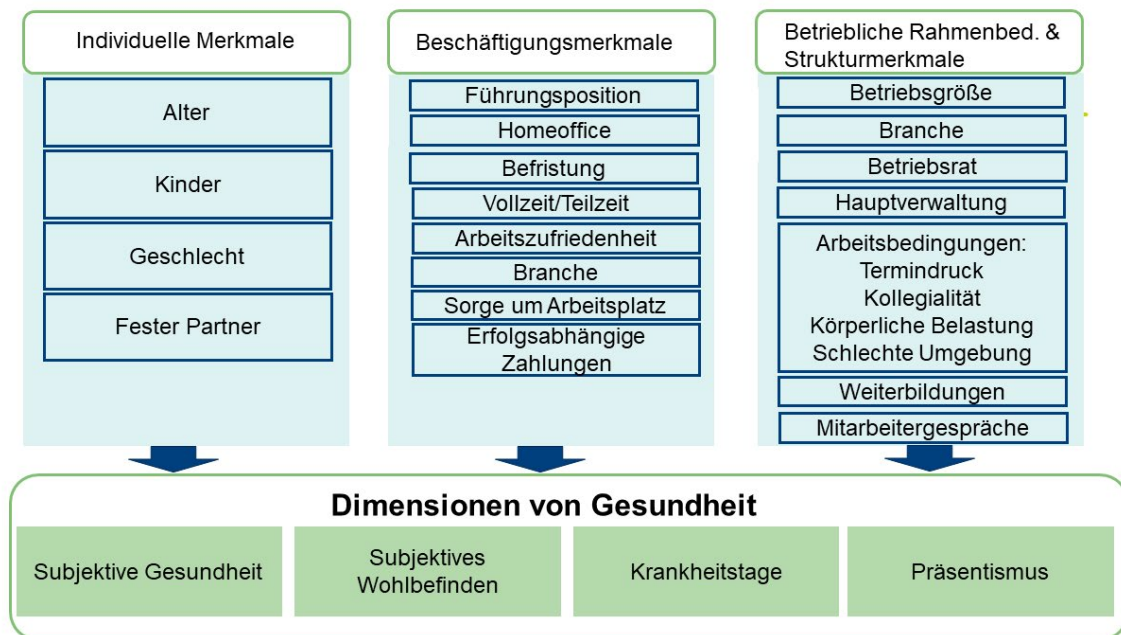 Individuelle Merkmale
Alter
Kinder
Geschlecht
Fester Partner
Beschäftigungsmerkmale
Führungsposition
Homeoffice
Befristung
Vollzeit/Teilzeit
Arbeitszufriedenheit
Branche
Sorge um Arbeitsplatz
Erfolgsabhängige
Zahlungen
Betriebliche Rahmenbed. &
Strukturmerkmale
Betriebsgröße
Branche
Betriebsrat
Hauptverwaltung
Arbeitsbedingungen:
Termindruck
Kollegialität
Körperliche Belastung
Schlechte Umgebung
Weiterbildungen
Mitarbeitergespräche
Dimensionen von Gesundheit
Subjektive Gesundheit
Subjektives
Wohlbefinden
Krankheitstage
Präsentismus